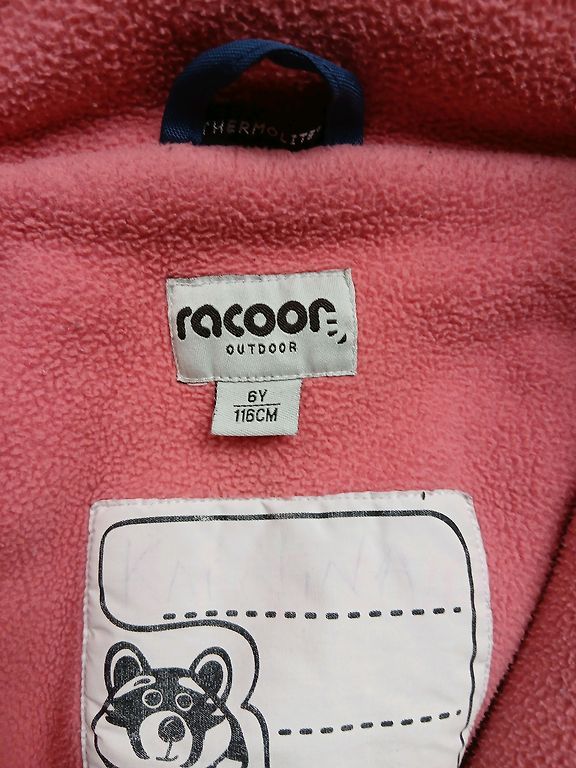 THERMOLITE
racoon
OUTDOOR
6Y
116CM